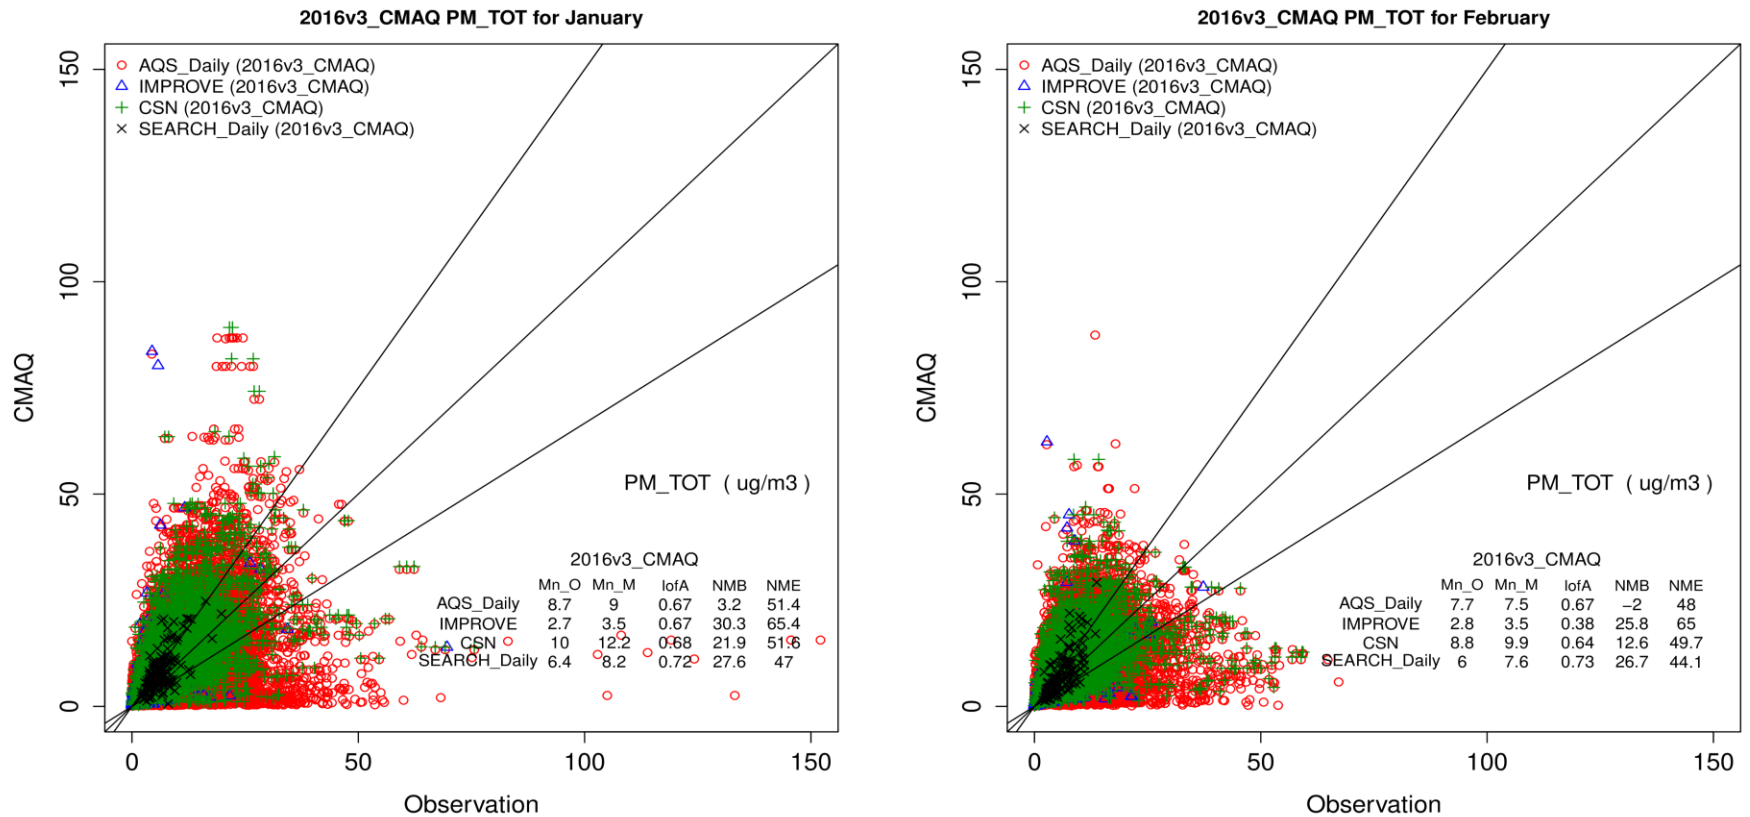 2016v3_CMAQ PM_TOT for January
AQS_Daily (2016v3_CMAQ)
IMPROVE (2016v3_CMAQ)
CSN (2016v3_CMAQ)
SEARCH_Daily (2016v3_CMAQ)
150
100
50
0
CMAQ
PM_TOT ( ug/m3 )
2016v3_CMAQ
Mn_O Mn_M IofA NMB NME
AQS_Daily 8.7 9 0.67 3.2 51.4
IMPROVE 2.7 3.5 0.67 30.3 65.4
CSN 10 12.2 0.68 21.9 51.6
SEARCH_Daily 6.4 8.2 0.72 27.6 47
0 50 100 150
Observation
2016v3_CMAQ PM_TOT for February
AQS_Daily (2016v3_CMAQ)
IMPROVE (2016v3_CMAQ)
CSN (2016v3_CMAQ)
SEARCH_Daily (2016v3_CMAQ)
150
100
50
0
CMAQ
PM_TOT ( ug/m3 )
2016v3_CMAQ
Mn_O Mn_M IofA NMB NME
AQS_Daily 7.7 7.5 0.67 −2 48
IMPROVE 2.8 3.5 0.38 25.8 65
CSN 8.8 9.9 0.64 12.6 49.7
SEARCH_Daily 6 7.6 0.73 26.7 44.1
0 50 100 150
Observation